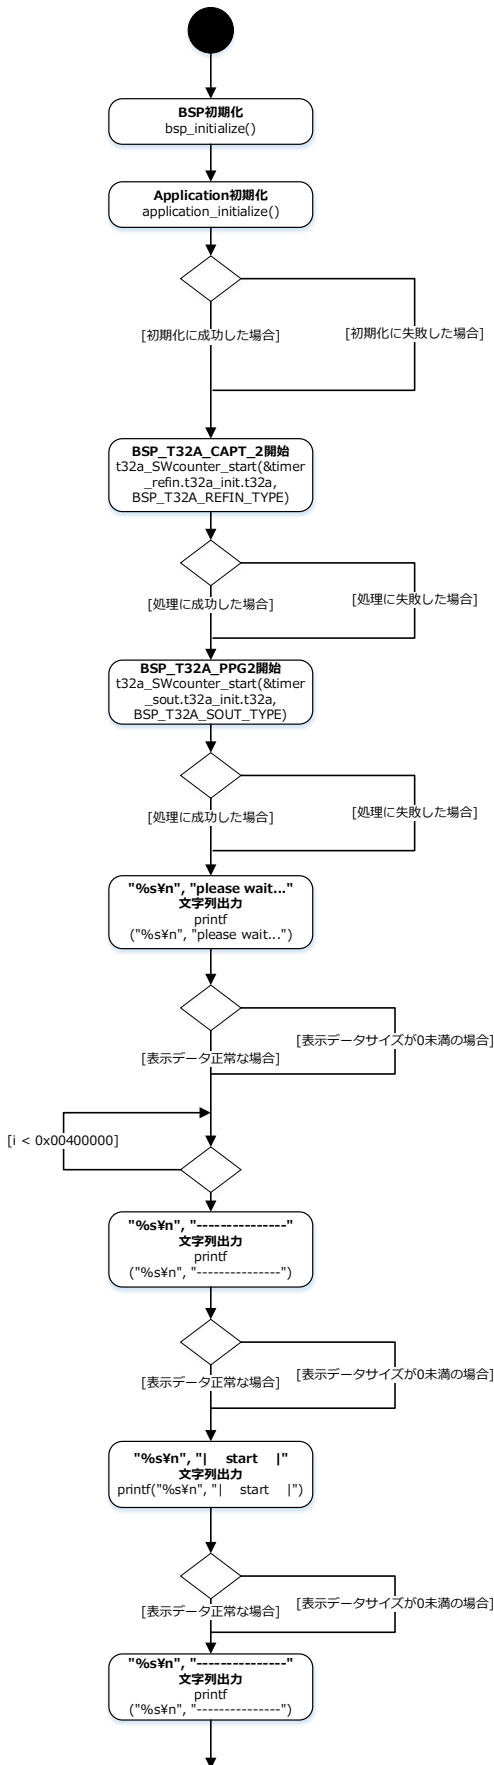 BSP初期化
bsp_initialize()
Application初期化
application_initialize()
[初期化に成功した場合]
[初期化に失敗した場合]
BSP_T32A_CAPT_2開始
t32a_SWcounter_start(&timer
_refin.t32a_init.t32a,
BSP_T32A_REFIN_TYPE)
[処理に成功した場合]
[処理に失敗した場合]
BSP_T32A_PPG2開始
t32a_SWcounter_start(&timer
_sout.t32a_init.t32a,
BSP_T32A_SOUT_TYPE)
[処理に成功した場合]
[処理に失敗した場合]
"%s¥n", "please wait..."
文字列出力
printf
("%s¥n", "please wait...")
[表示データ正常な場合]
[表示データサイズが0未満の場合]
[i < 0x00400000]
"%s¥n", "---------------"
文字列出力
printf
("%s¥n", "---------------")
[表示データ正常な場合]
[表示データサイズが0未満の場合]
"%s¥n", "|    start    |"
文字列出力
printf("%s¥n", "|    start    |")
[表示データ正常な場合]
[表示データサイズが0未満の場合]
"%s¥n", "---------------"
文字列出力
printf
("%s¥n", "---------------")